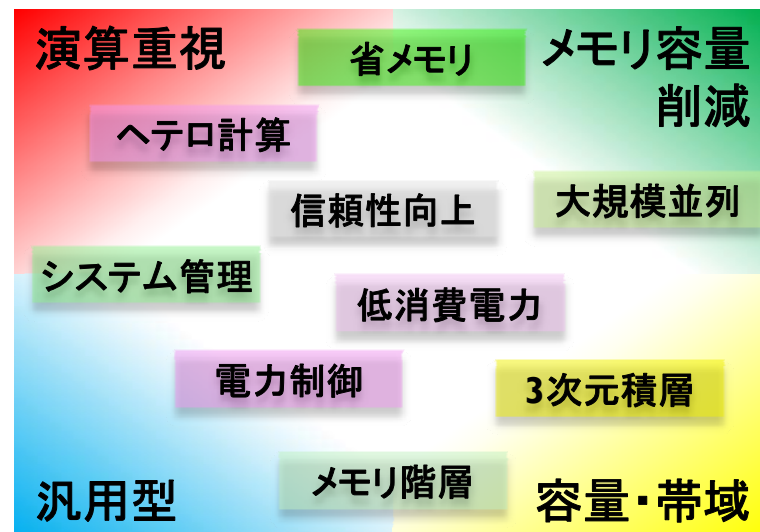 演算重視
省メモリ
メモリ容量
削減
ヘテロ計算
信頼性向上
大規模並列
システム管理
低消費電力
電力制御
3次元積層
メモリ階層
汎用型
容量・帯域